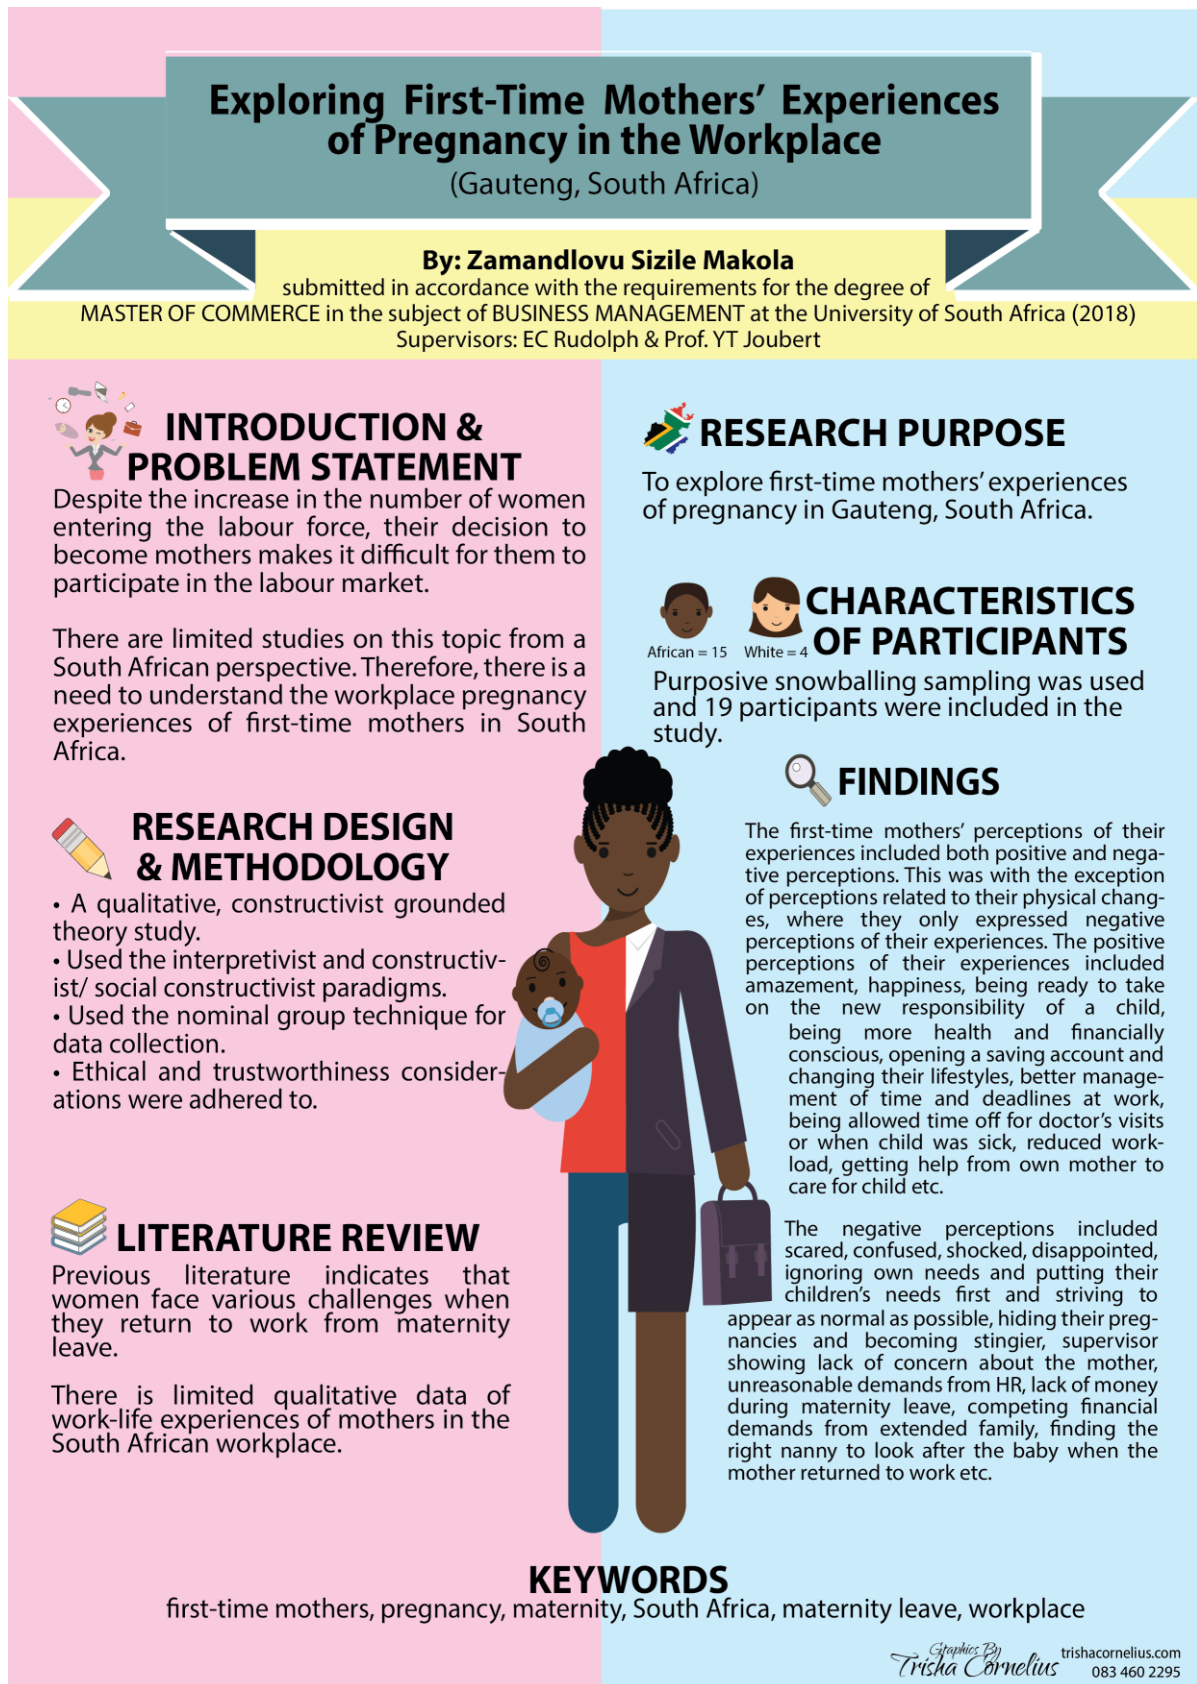 Exploring First-Time Mothers' Experiences
of Pregnancy in the Workplace
(Gauteng, South Africa)
By: Zamandlovu Sizile Makola
submitted in accordance with the requirements for the degree of
MASTER OF COMMERCE in the subject of BUSINESS MANAGEMENT at the University of South Africa (2018)
Supervisors: EC Rudolph & Prof. YT Joubert
INTRODUCTION &
PROBLEM STATEMENT
Despite the increase in the number of women
entering the labour force, their decision to
become mothers makes it difficult for them to
participate in the labour market.
There are limited studies on this topic from a
South African perspective. Therefore, there is a
need to understand the workplace pregnancy
experiences of first-time mothers in South
Africa.
RESEARCH DESIGN
& METHODOLOGY
• A qualitative, constructivist grounded
theory study.
• Used the interpretivist and constructiv-
ist/ social constructivist paradigms.
• Used the nominal group technique for
data collection.
• Ethical and trustworthiness consider-
ations were adhered to.
LITERATURE REVIEW
Previous literature indicates that
women face various challenges when
they return to work from maternity
leave.
There is limited qualitative data of
work-life experiences of mothers in the
South African workplace.
RESEARCH PURPOSE
To explore first-time mothers' experiences
of pregnancy in Gauteng, South Africa.
CHARACTERISTICS
OF PARTICIPANTS
African = 15 White = 4
Purposive snowballing sampling was used
and 19 participants were included in the
study.
FINDINGS
The first-time mothers' perceptions of their
experiences included both positive and nega-
tive perceptions. This was with the exception
of perceptions related to their physical chang-
es, where they only expressed negative
perceptions of their experiences. The positive
perceptions of their experiences included
amazement, happiness, being ready to take
on the new responsibility of a child,
being more health and financially
conscious, opening a saving account and
changing their lifestyles, better manage-
ment of time and deadlines at work,
being allowed time off for doctor's visits
or when child was sick, reduced work-
load, getting help from own mother to
care for child etc.
The negative perceptions included
scared, confused, shocked, disappointed,
ignoring own needs and putting their
children's needs first and striving to
appear as normal as possible, hiding their preg-
nancies and becoming stingier, supervisor
showing lack of concern about the mother,
unreasonable demands from HR, lack of money
during maternity leave, competing financial
demands from extended family, finding the
right nanny to look after the baby when the
mother returned to work etc.
KEYWORDS
first-time mothers, pregnancy, maternity, South Africa, maternity leave, workplace
Graphics By
Trisha Cornelius
trishacornelius.com
083 460 2295